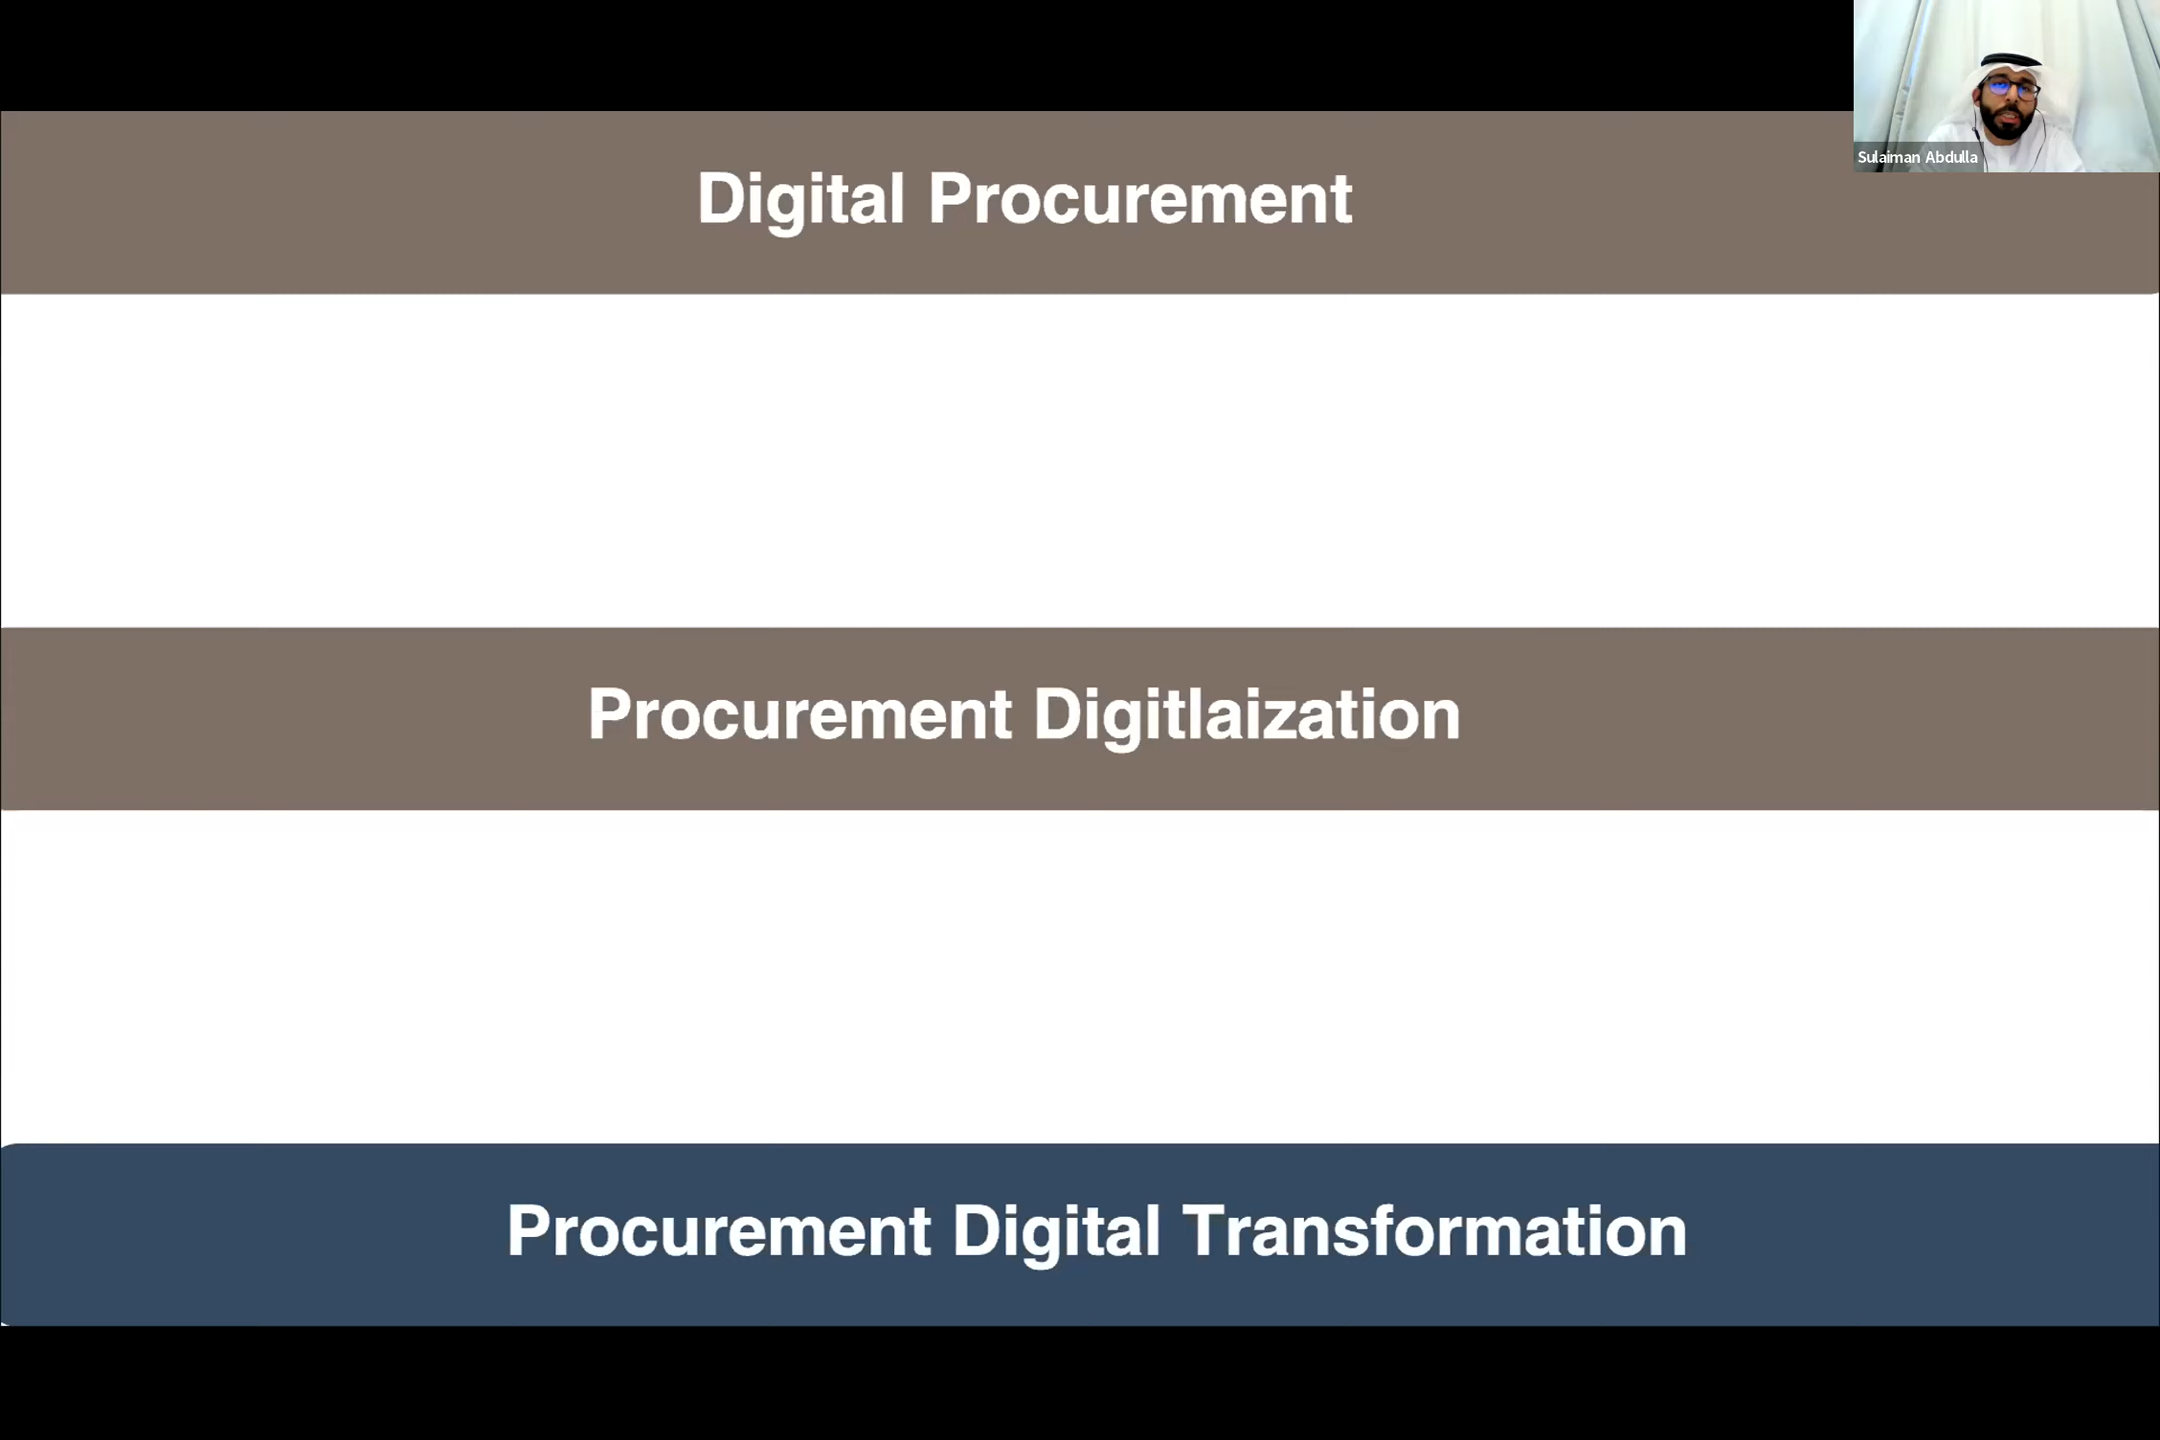 Sulaiman Abdulla
Digital Procurement
Procurement Digitlaization
Procurement Digital Transformation